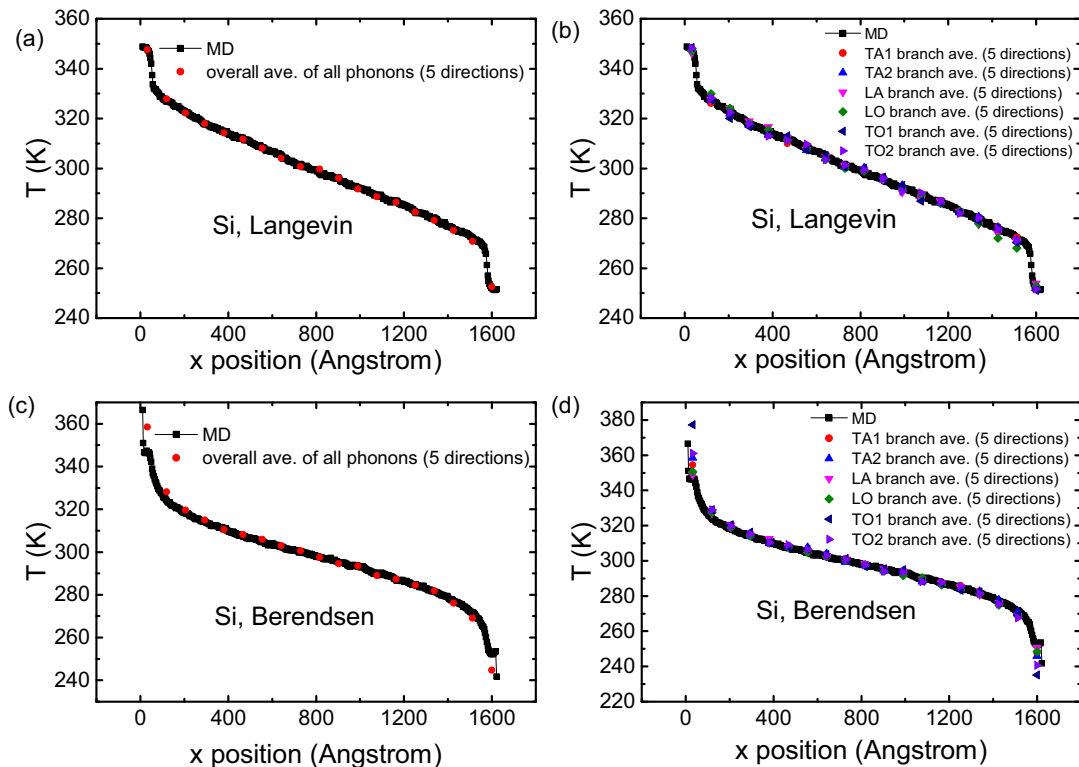 (a)
360
340
320
300
280
260
240
T (K)
MD
overall ave. of all phonons (5 directions)
Si, Langevin
0 400 800 1200 1600
x position (Angstrom)
(b)
360
340
320
300
280
260
240
T (K)
MD
TA1 branch ave. (5 directions)
TA2 branch ave. (5 directions)
LA branch ave. (5 directions)
LO branch ave. (5 directions)
TO1 branch ave. (5 directions)
TO2 branch ave. (5 directions)
Si, Langevin
0 400 800 1200 1600
x position (Angstrom)
(c)
360
340
320
300
280
260
240
T (K)
MD
overall ave. of all phonons (5 directions)
Si, Berendsen
0 400 800 1200 1600
x position (Angstrom)
(d)
380
360
340
320
300
280
260
240
220
T (K)
MD
TA1 branch ave. (5 directions)
TA2 branch ave. (5 directions)
LA branch ave. (5 directions)
LO branch ave. (5 directions)
TO1 branch ave. (5 directions)
TO2 branch ave. (5 directions)
Si, Berendsen
0 400 800 1200 1600
x position (Angstrom)